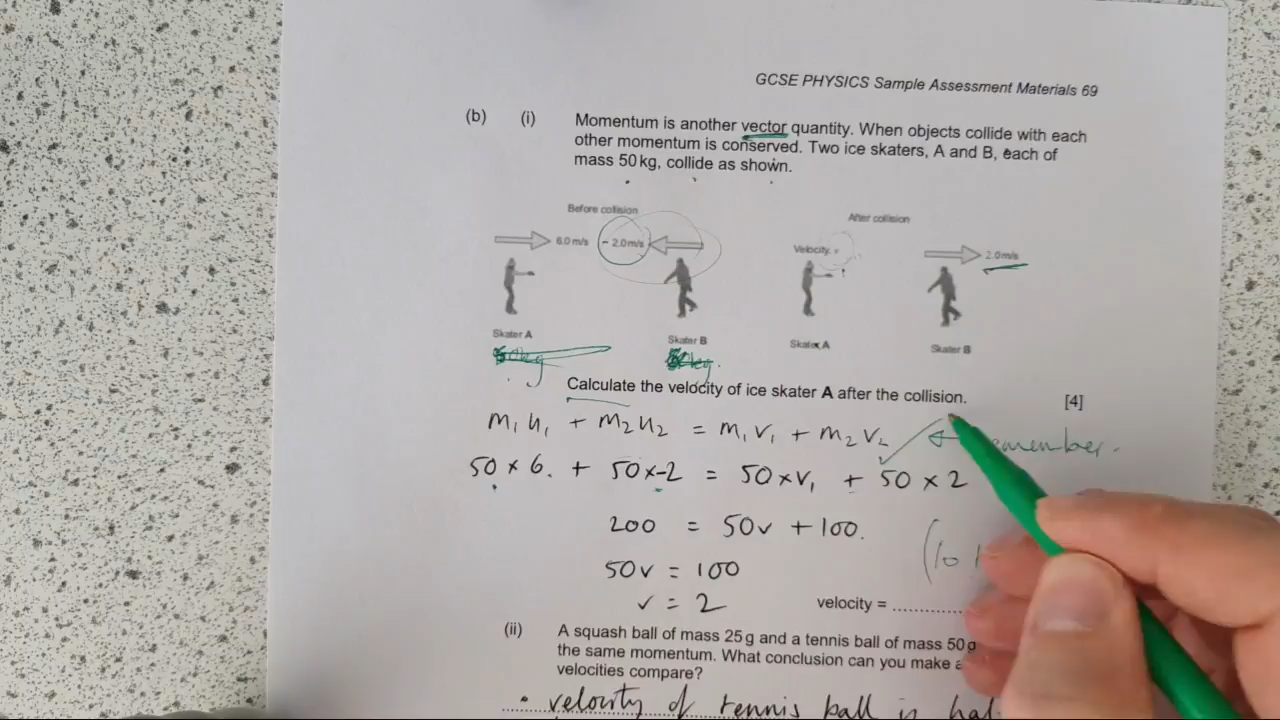 GCSE PHYSICS Sample Assessment Materials 69
(b) (i) Momentum is another vector quantity. When objects collide with each
other momentum is conserved. Two ice skaters, A and B, each of
mass 50 kg, collide as shown.
Before collision
After collision
6.0 m/s
- 2.0 m/s
Velocity, v
2.0 m/s
Skater A
Skater B
Skater A
Skater B
Calculate the velocity of ice skater A after the collision. [4]
m₁u₁ + m₂u₂ = m₁v₁ + m₂v₂
50 × 6. + 50×-2 = 50×v₁ + 50 × 2
200 = 50v + 100.
50v = 100
v = 2
velocity = ............
(ii) A squash ball of mass 25 g and a tennis ball of mass 50 g
the same momentum. What conclusion can you make
velocities compare?
• velocity of tennis ball is